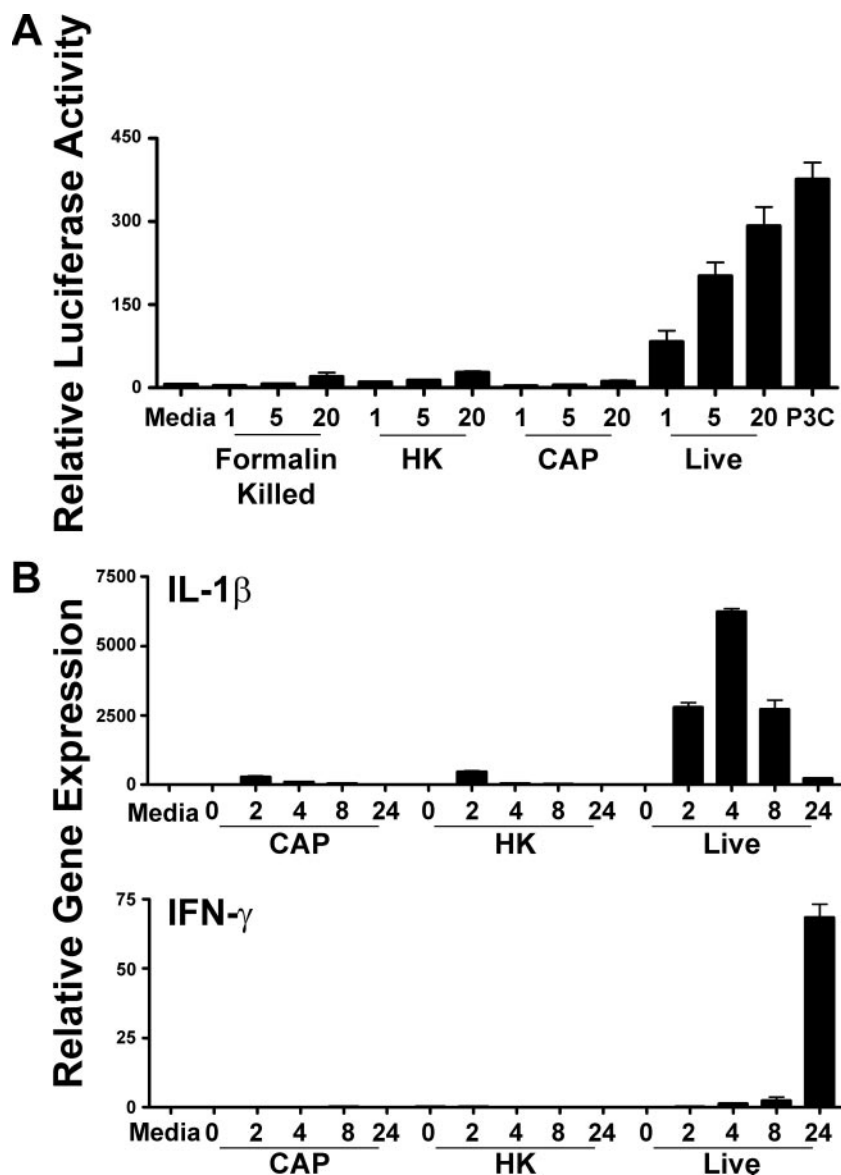 A
Relative Luciferase Activity
450
300
150
0
Media 1 5 20 1 5 20 1 5 20 1 5 20 P3C
Formalin Killed HK CAP Live
B
Relative Gene Expression
IL-1β
7500
5000
2500
0
Media 0 2 4 8 24 0 2 4 8 24 0 2 4 8 24
CAP HK Live
IFN-γ
75
50
25
0
Media 0 2 4 8 24 0 2 4 8 24 0 2 4 8 24
CAP HK Live